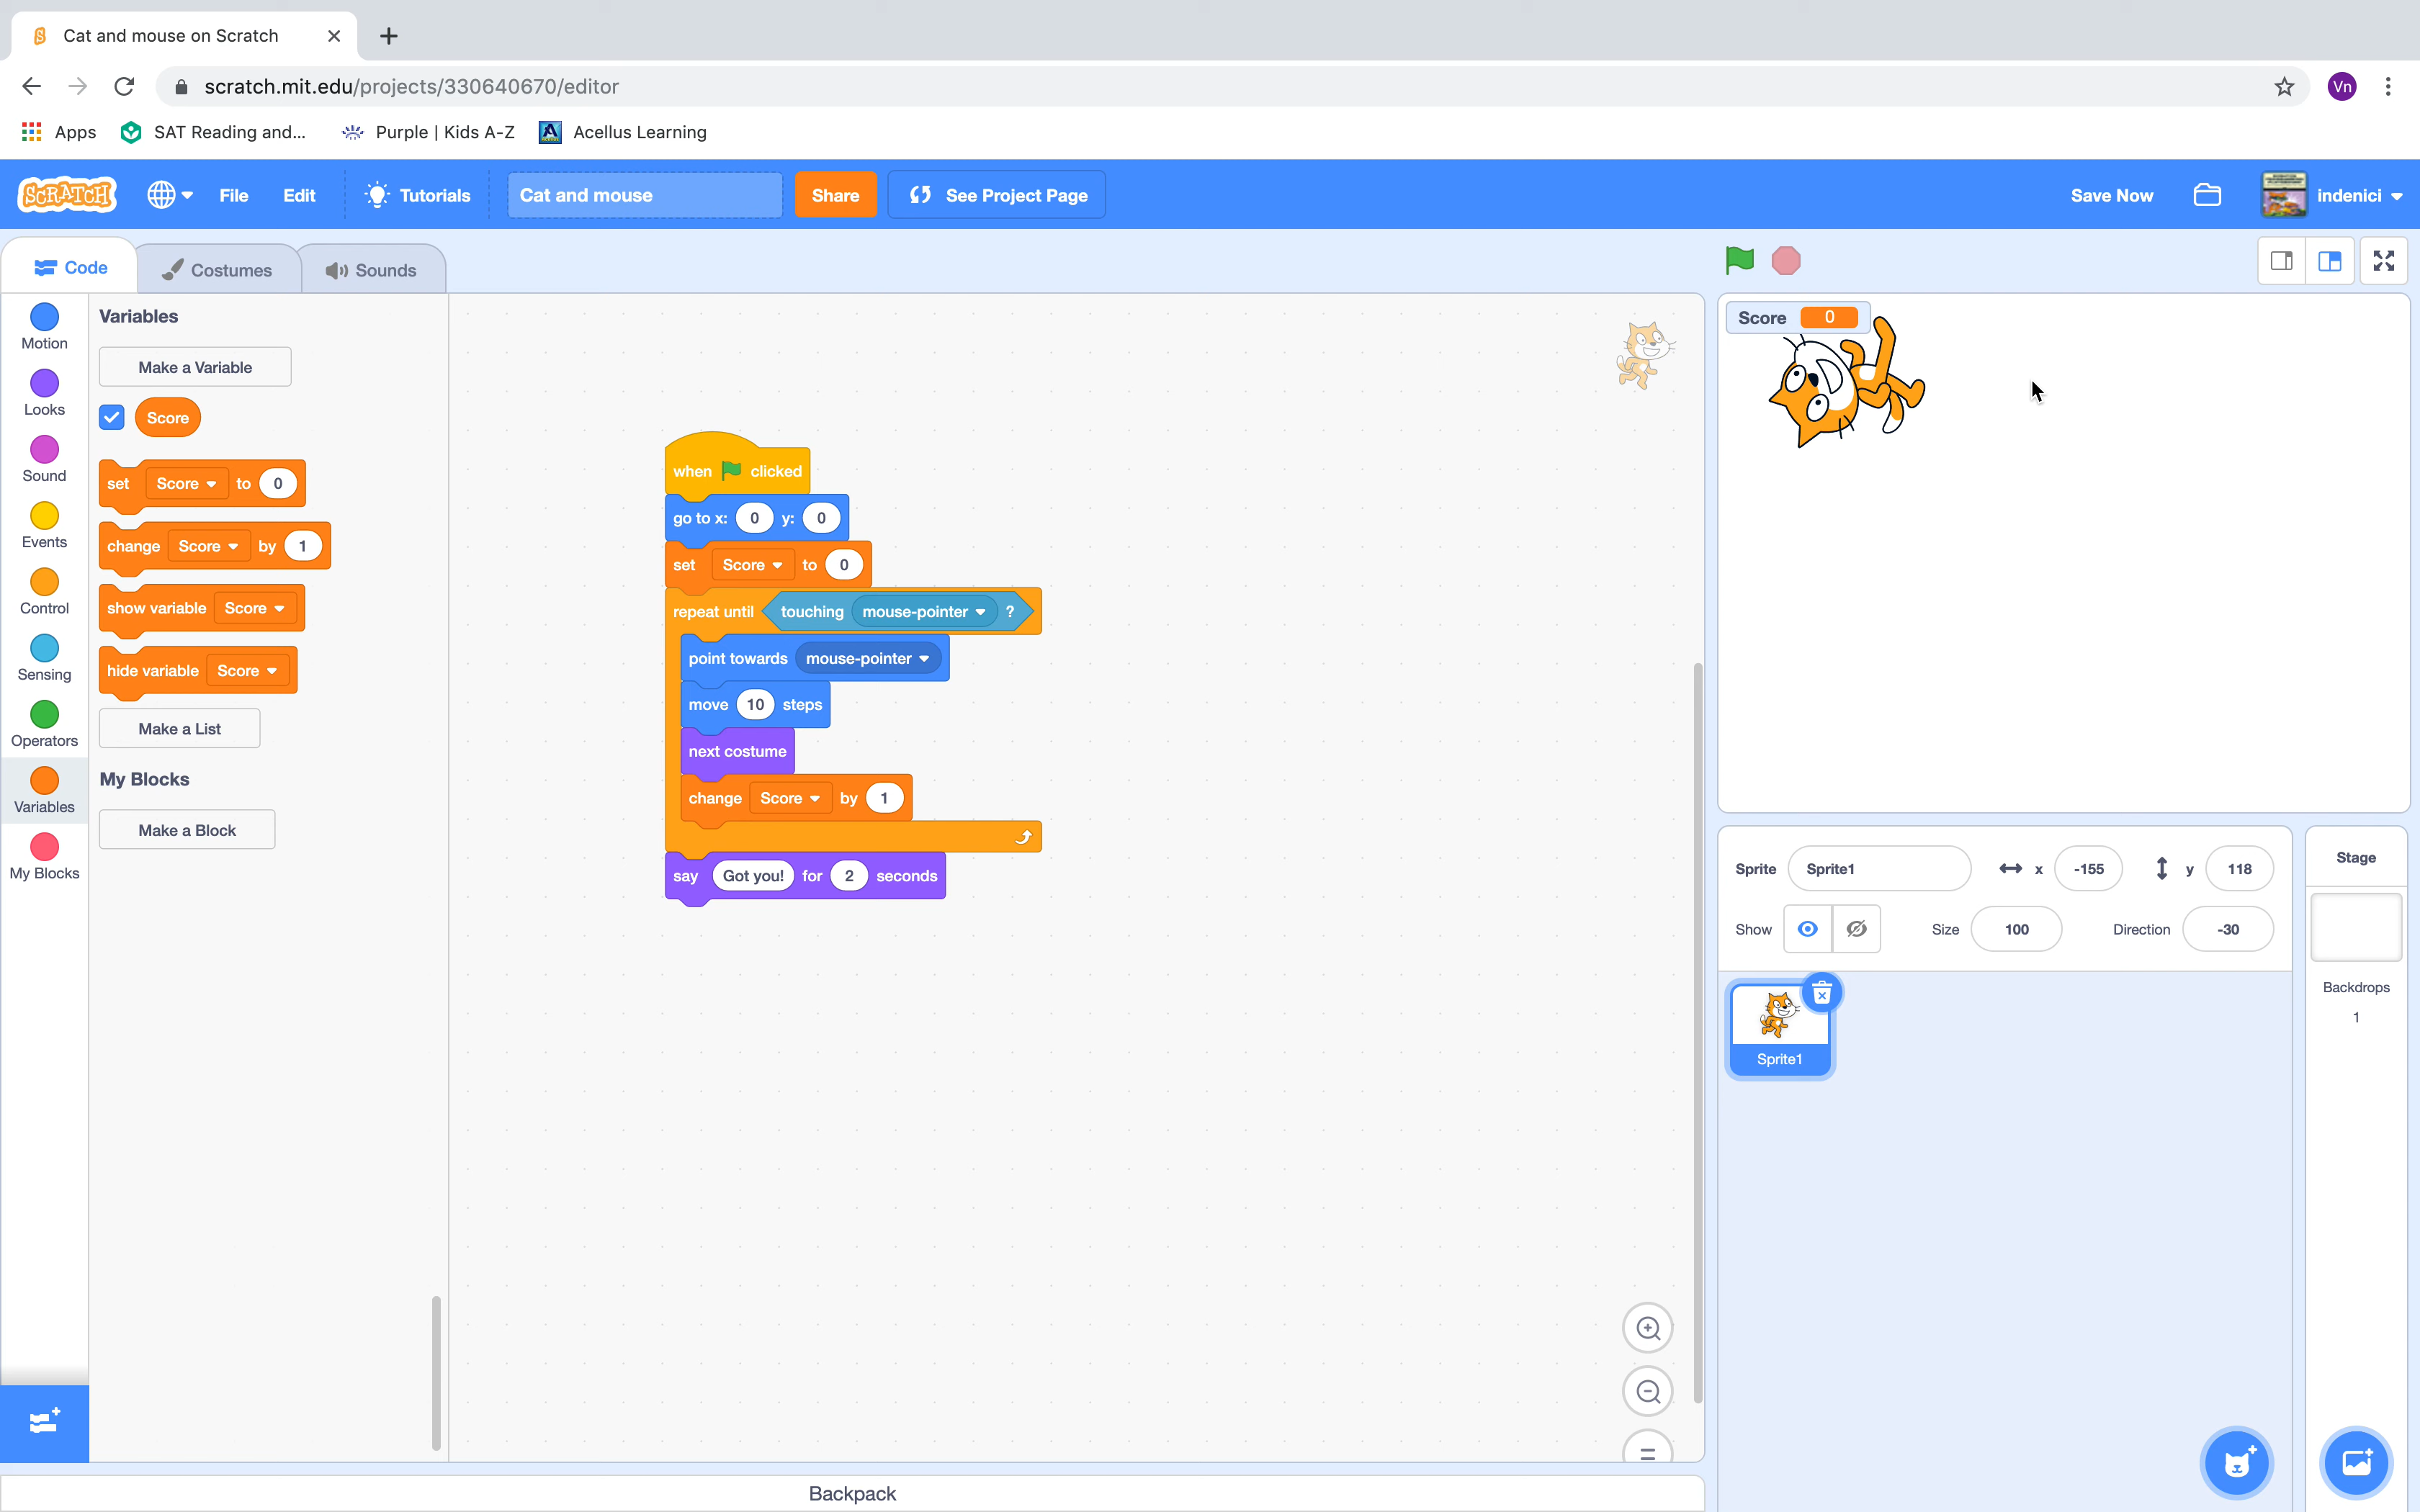 Cat and mouse on Scratch
scratch.mit.edu/projects/330640670/editor
Vn
Apps
SAT Reading and...
Purple | Kids A-Z
Acellus Learning
SCRATCH
File
Edit
Tutorials
Cat and mouse
Share
See Project Page
Save Now
indenici
Code
Costumes
Sounds
Motion
Looks
Sound
Events
Control
Sensing
Operators
Variables
My Blocks
Variables
Make a Variable
Score
set Score to 0
change Score by 1
show variable Score
hide variable Score
Make a List
My Blocks
Make a Block
when clicked
go to x: 0 y: 0
set Score to 0
repeat until touching mouse-pointer ?
point towards mouse-pointer
move 10 steps
next costume
change Score by 1
say Got you! for 2 seconds
Backpack
Score 0
Sprite Sprite1 x -155 y 118
Show Size 100 Direction -30
Sprite1
Stage
Backdrops
1